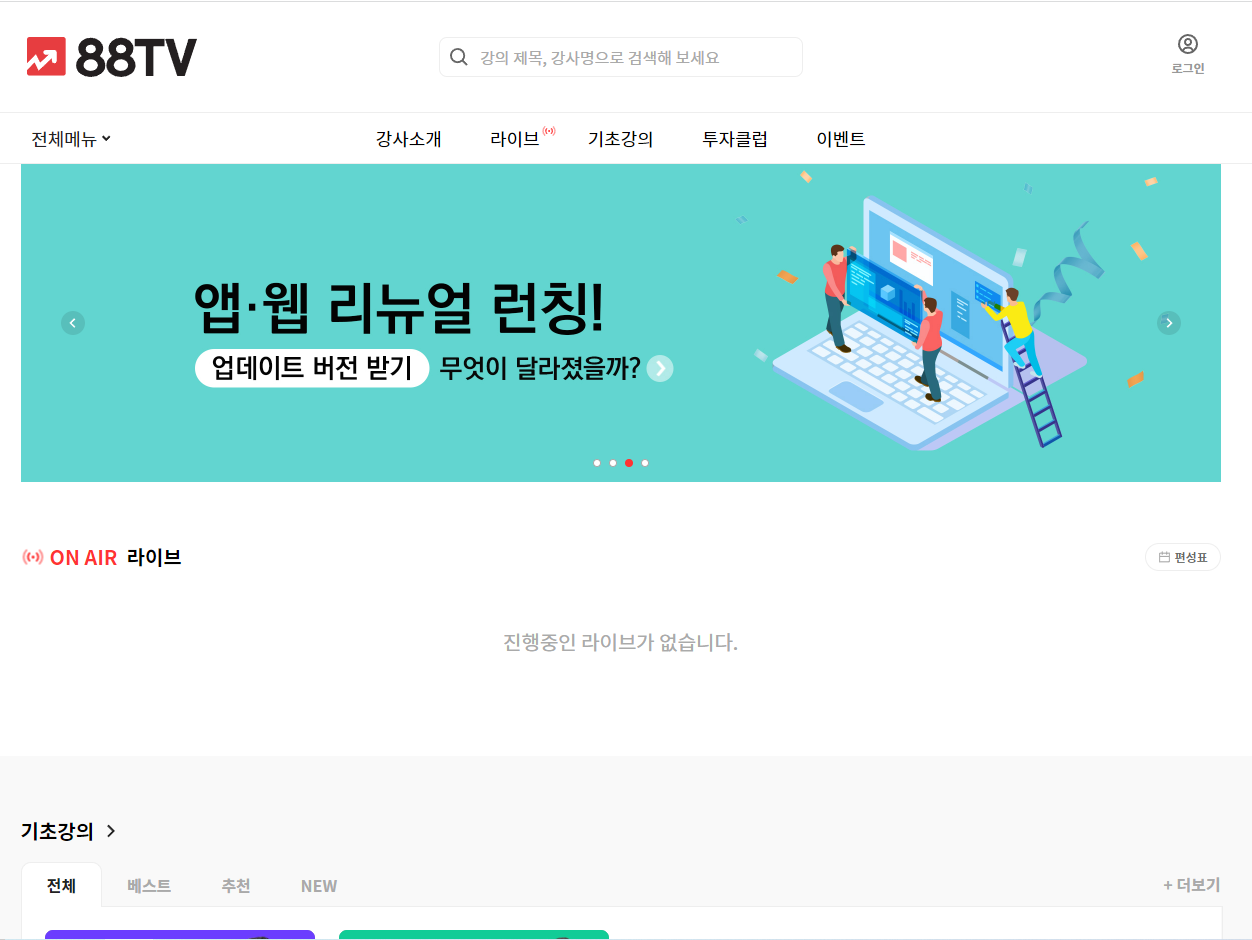 88TV
강의 제목, 강사명으로 검색해 보세요
로그인
전체메뉴
강사소개 라이브 기초강의 투자클럽 이벤트
앱·웹 리뉴얼 런칭!
업데이트 버전 받기 무엇이 달라졌을까?
ON AIR 라이브
편성표
진행중인 라이브가 없습니다.
기초강의
전체 베스트 추천 NEW
+ 더보기